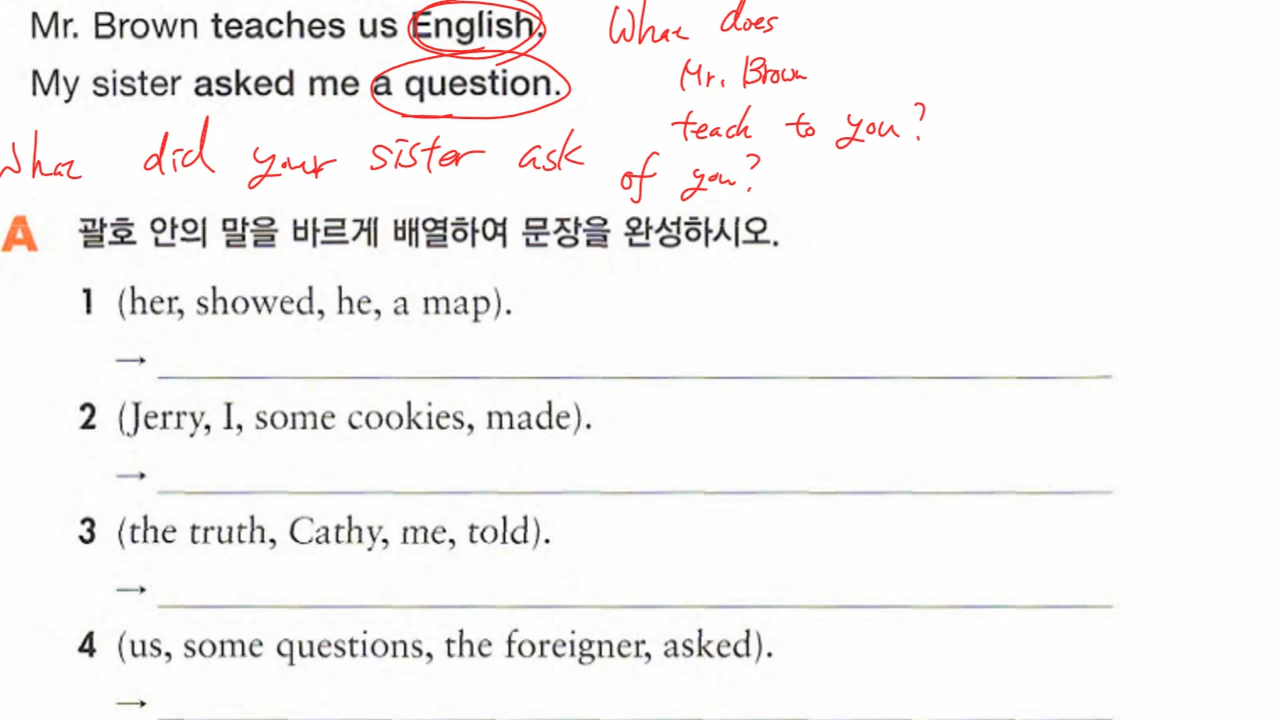 Mr. Brown teaches us English.
My sister asked me a question.
What does
Mr. Brown
teach to you?
What did your sister ask
of you?
A 괄호 안의 말을 바르게 배열하여 문장을 완성하시오.
1 (her, showed, he, a map).
→
2 (Jerry, I, some cookies, made).
→
3 (the truth, Cathy, me, told).
→
4 (us, some questions, the foreigner, asked).
→